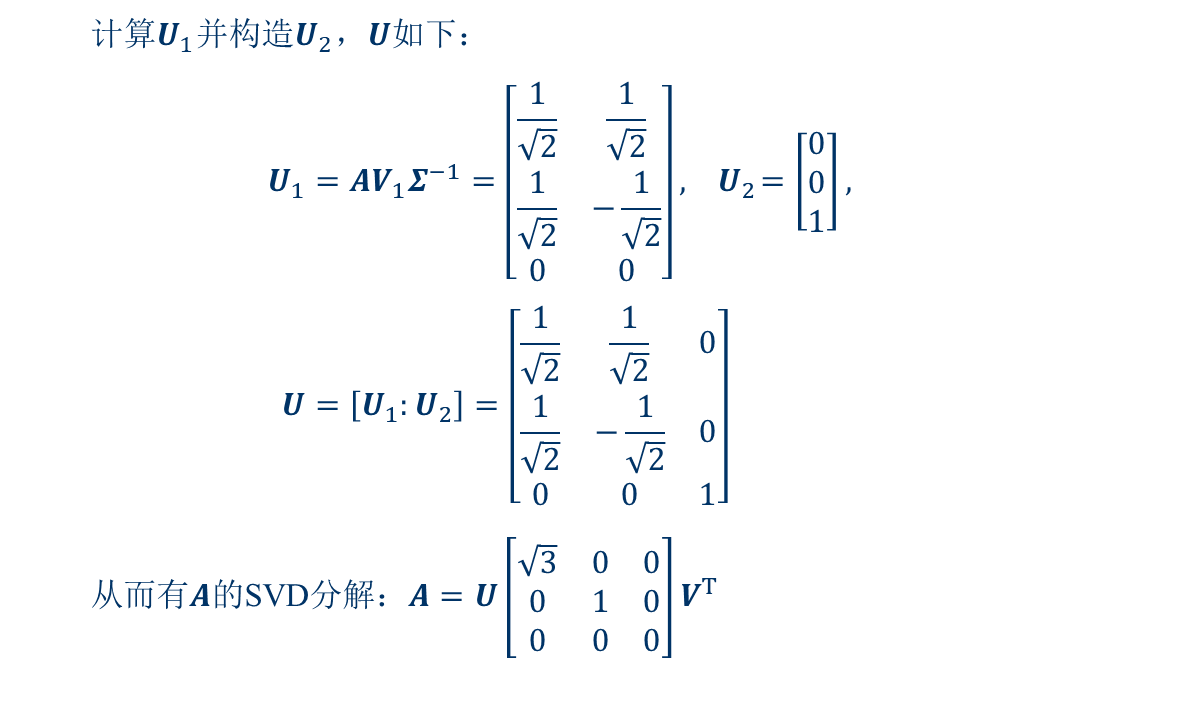 计算𝑼₁并构造𝑼₂，𝑼如下：
𝑼₁ = 𝑨𝑽₁𝜮⁻¹ = [1/√2 1/√2; 1/√2 −1/√2; 0 0], 𝑼₂ = [0; 0; 1],
𝑼 = [𝑼₁: 𝑼₂] = [1/√2 1/√2 0; 1/√2 −1/√2 0; 0 0 1]
从而有𝑨的SVD分解：𝑨 = 𝑼 [√3 0 0; 0 1 0; 0 0 0] 𝑽ᵀ